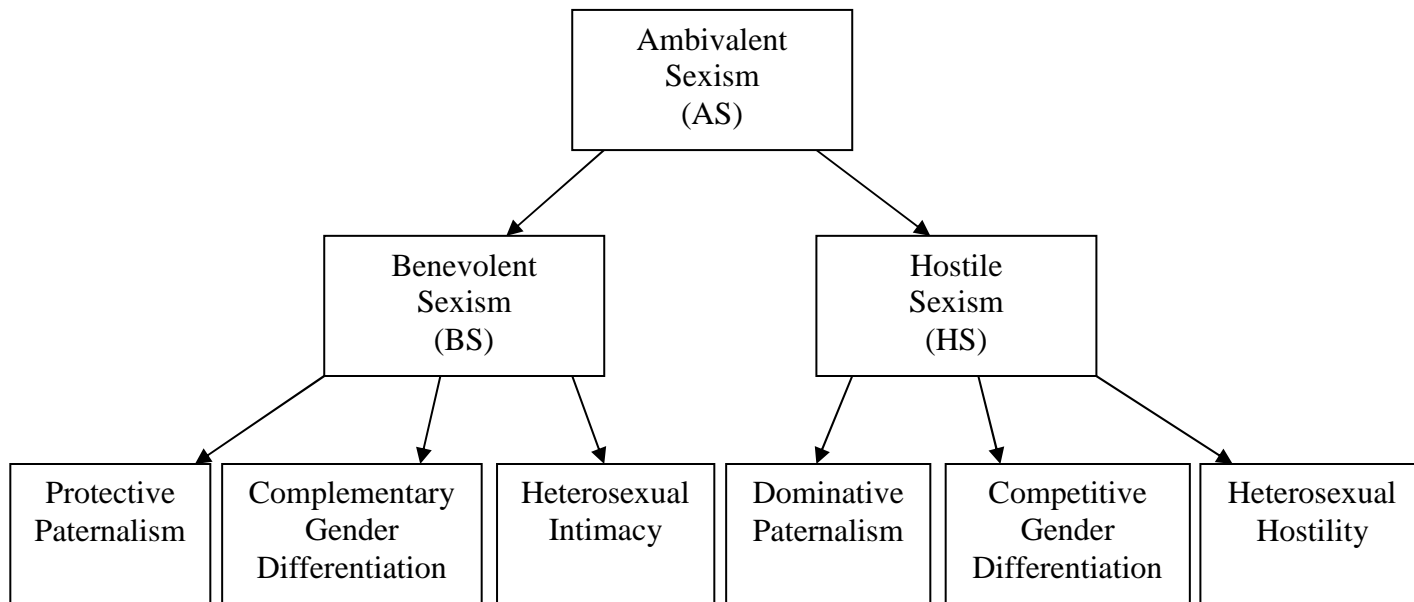 Ambivalent
Sexism
(AS)
Benevolent
Sexism
(BS)
Hostile
Sexism
(HS)
Protective
Paternalism
Complementary
Gender
Differentiation
Heterosexual
Intimacy
Dominative
Paternalism
Competitive
Gender
Differentiation
Heterosexual
Hostility